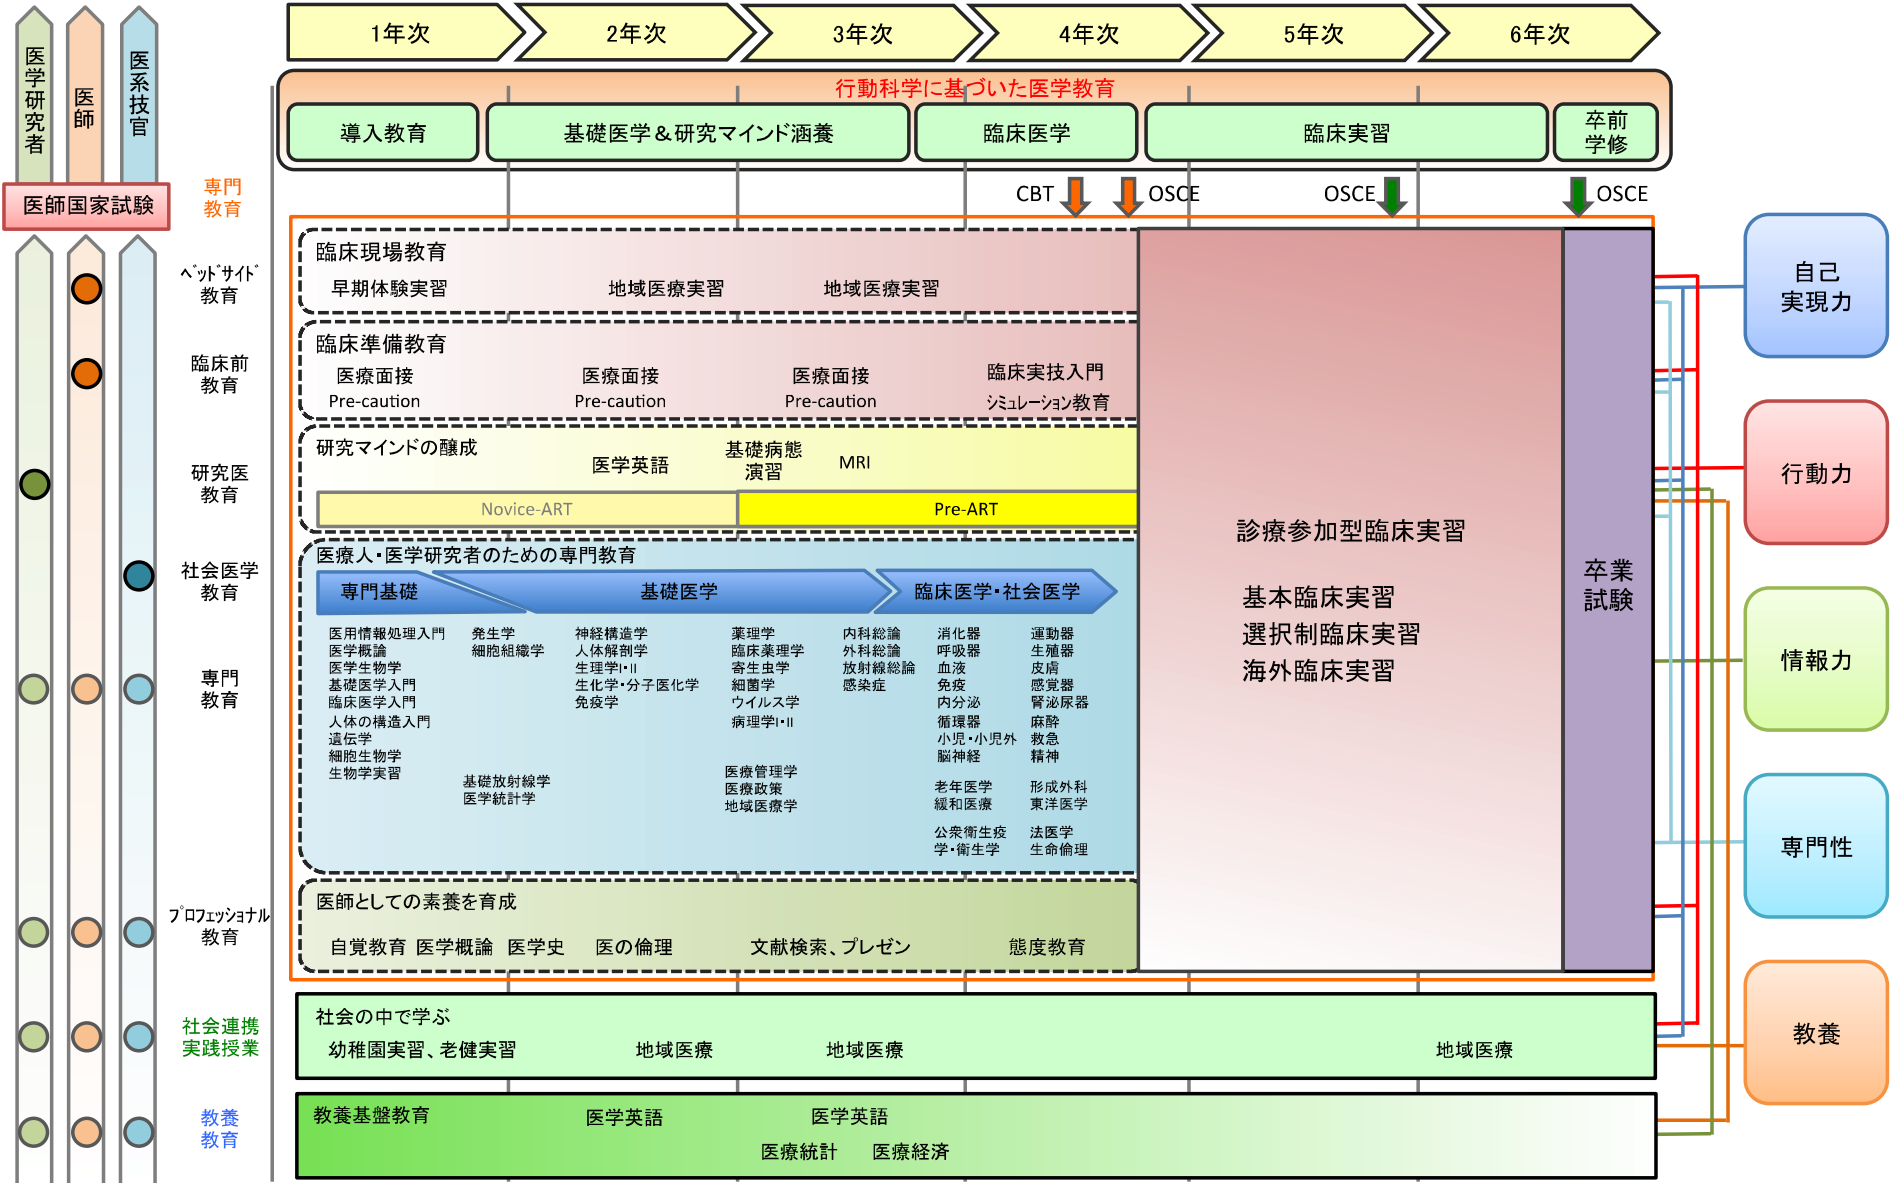 1年次
2年次
3年次
4年次
5年次
6年次
行動科学に基づいた医学教育
導入教育
基礎医学＆研究マインド涵養
臨床医学
臨床実習
卒前
学修
医学研究者
医師
医系技官
医師国家試験
専門
教育
CBT
OSCE
OSCE
OSCE
ベッドサイド
教育
臨床前
教育
研究医
教育
社会医学
教育
専門
教育
プロフェッショナル
教育
社会連携
実践授業
教養
教育
臨床現場教育
早期体験実習
地域医療実習
地域医療実習
臨床準備教育
医療面接
Pre-caution
医療面接
Pre-caution
医療面接
Pre-caution
臨床実技入門
シミュレーション教育
研究マインドの醸成
医学英語
基礎病態
演習
MRI
Novice-ART
Pre-ART
医療人・医学研究者のための専門教育
専門基礎
基礎医学
臨床医学・社会医学
医用情報処理入門
医学概論
医学生物学
基礎医学入門
臨床医学入門
人体の構造入門
遺伝学
細胞生物学
生物学実習
発生学
細胞組織学
基礎放射線学
医学統計学
神経構造学
人体解剖学
生理学I・II
生化学・分子医化学
免疫学
薬理学
臨床薬理学
寄生虫学
細菌学
ウイルス学
病理学I・II
医療管理学
医療政策
地域医療学
内科総論
外科総論
放射線総論
感染症
消化器
呼吸器
血液
免疫
内分泌
循環器
小児・小児外
脳神経
老年医学
緩和医療
公衆衛生疫
学・衛生学
運動器
生殖器
皮膚
感覚器
腎泌尿器
麻酔
救急
精神
形成外科
東洋医学
法医学
生命倫理
医師としての素養を育成
自覚教育
医学概論
医学史
医の倫理
文献検索、プレゼン
態度教育
診療参加型臨床実習
基本臨床実習
選択制臨床実習
海外臨床実習
卒業
試験
社会の中で学ぶ
幼稚園実習、老健実習
地域医療
地域医療
地域医療
教養基盤教育
医学英語
医学英語
医療統計
医療経済
自己
実現力
行動力
情報力
専門性
教養